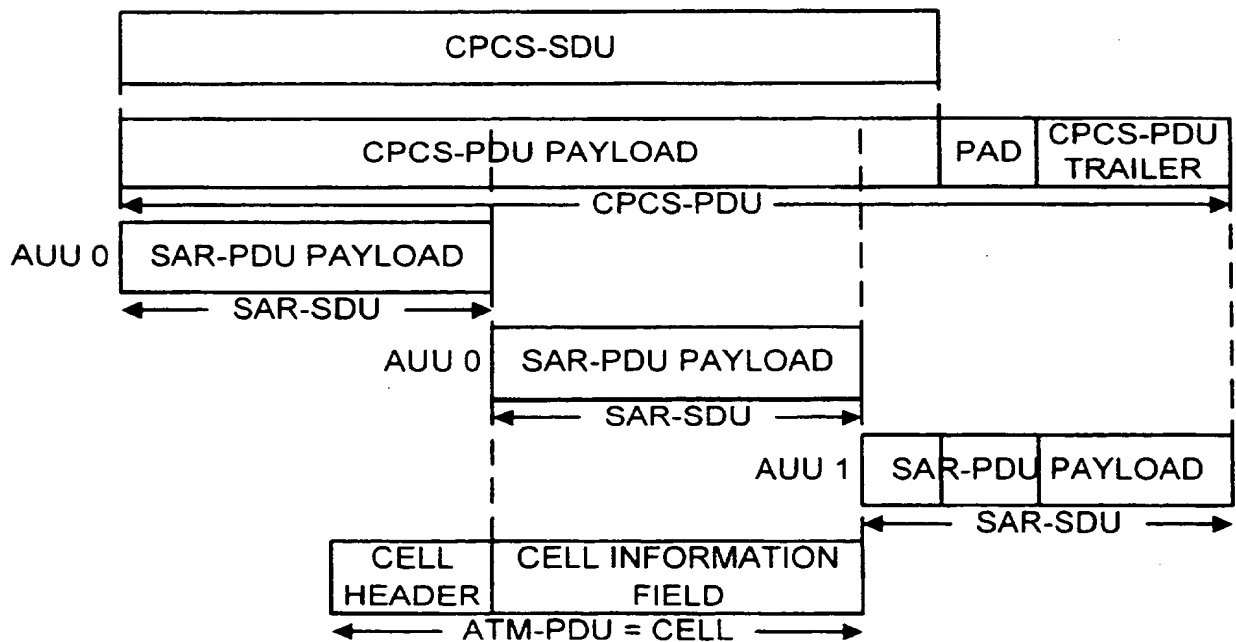 CPCS-SDU
CPCS-PDU PAYLOAD
PAD
CPCS-PDU
TRAILER
CPCS-PDU
AUU 0
SAR-PDU PAYLOAD
SAR-SDU
AUU 0
SAR-PDU PAYLOAD
SAR-SDU
AUU 1
SAR-PDU PAYLOAD
SAR-SDU
CELL
HEADER
CELL INFORMATION
FIELD
ATM-PDU = CELL